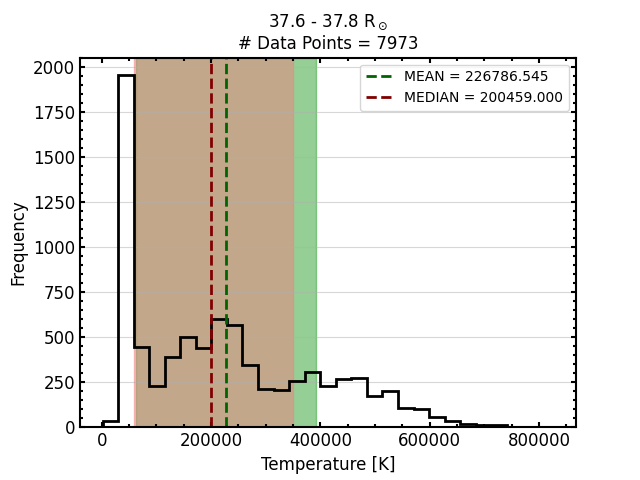 37.6 - 37.8 R⊙
# Data Points = 7973
MEAN = 226786.545
MEDIAN = 200459.000
2000
1750
1500
1250
1000
750
500
250
0
Frequency
0 200000 400000 600000 800000
Temperature [K]